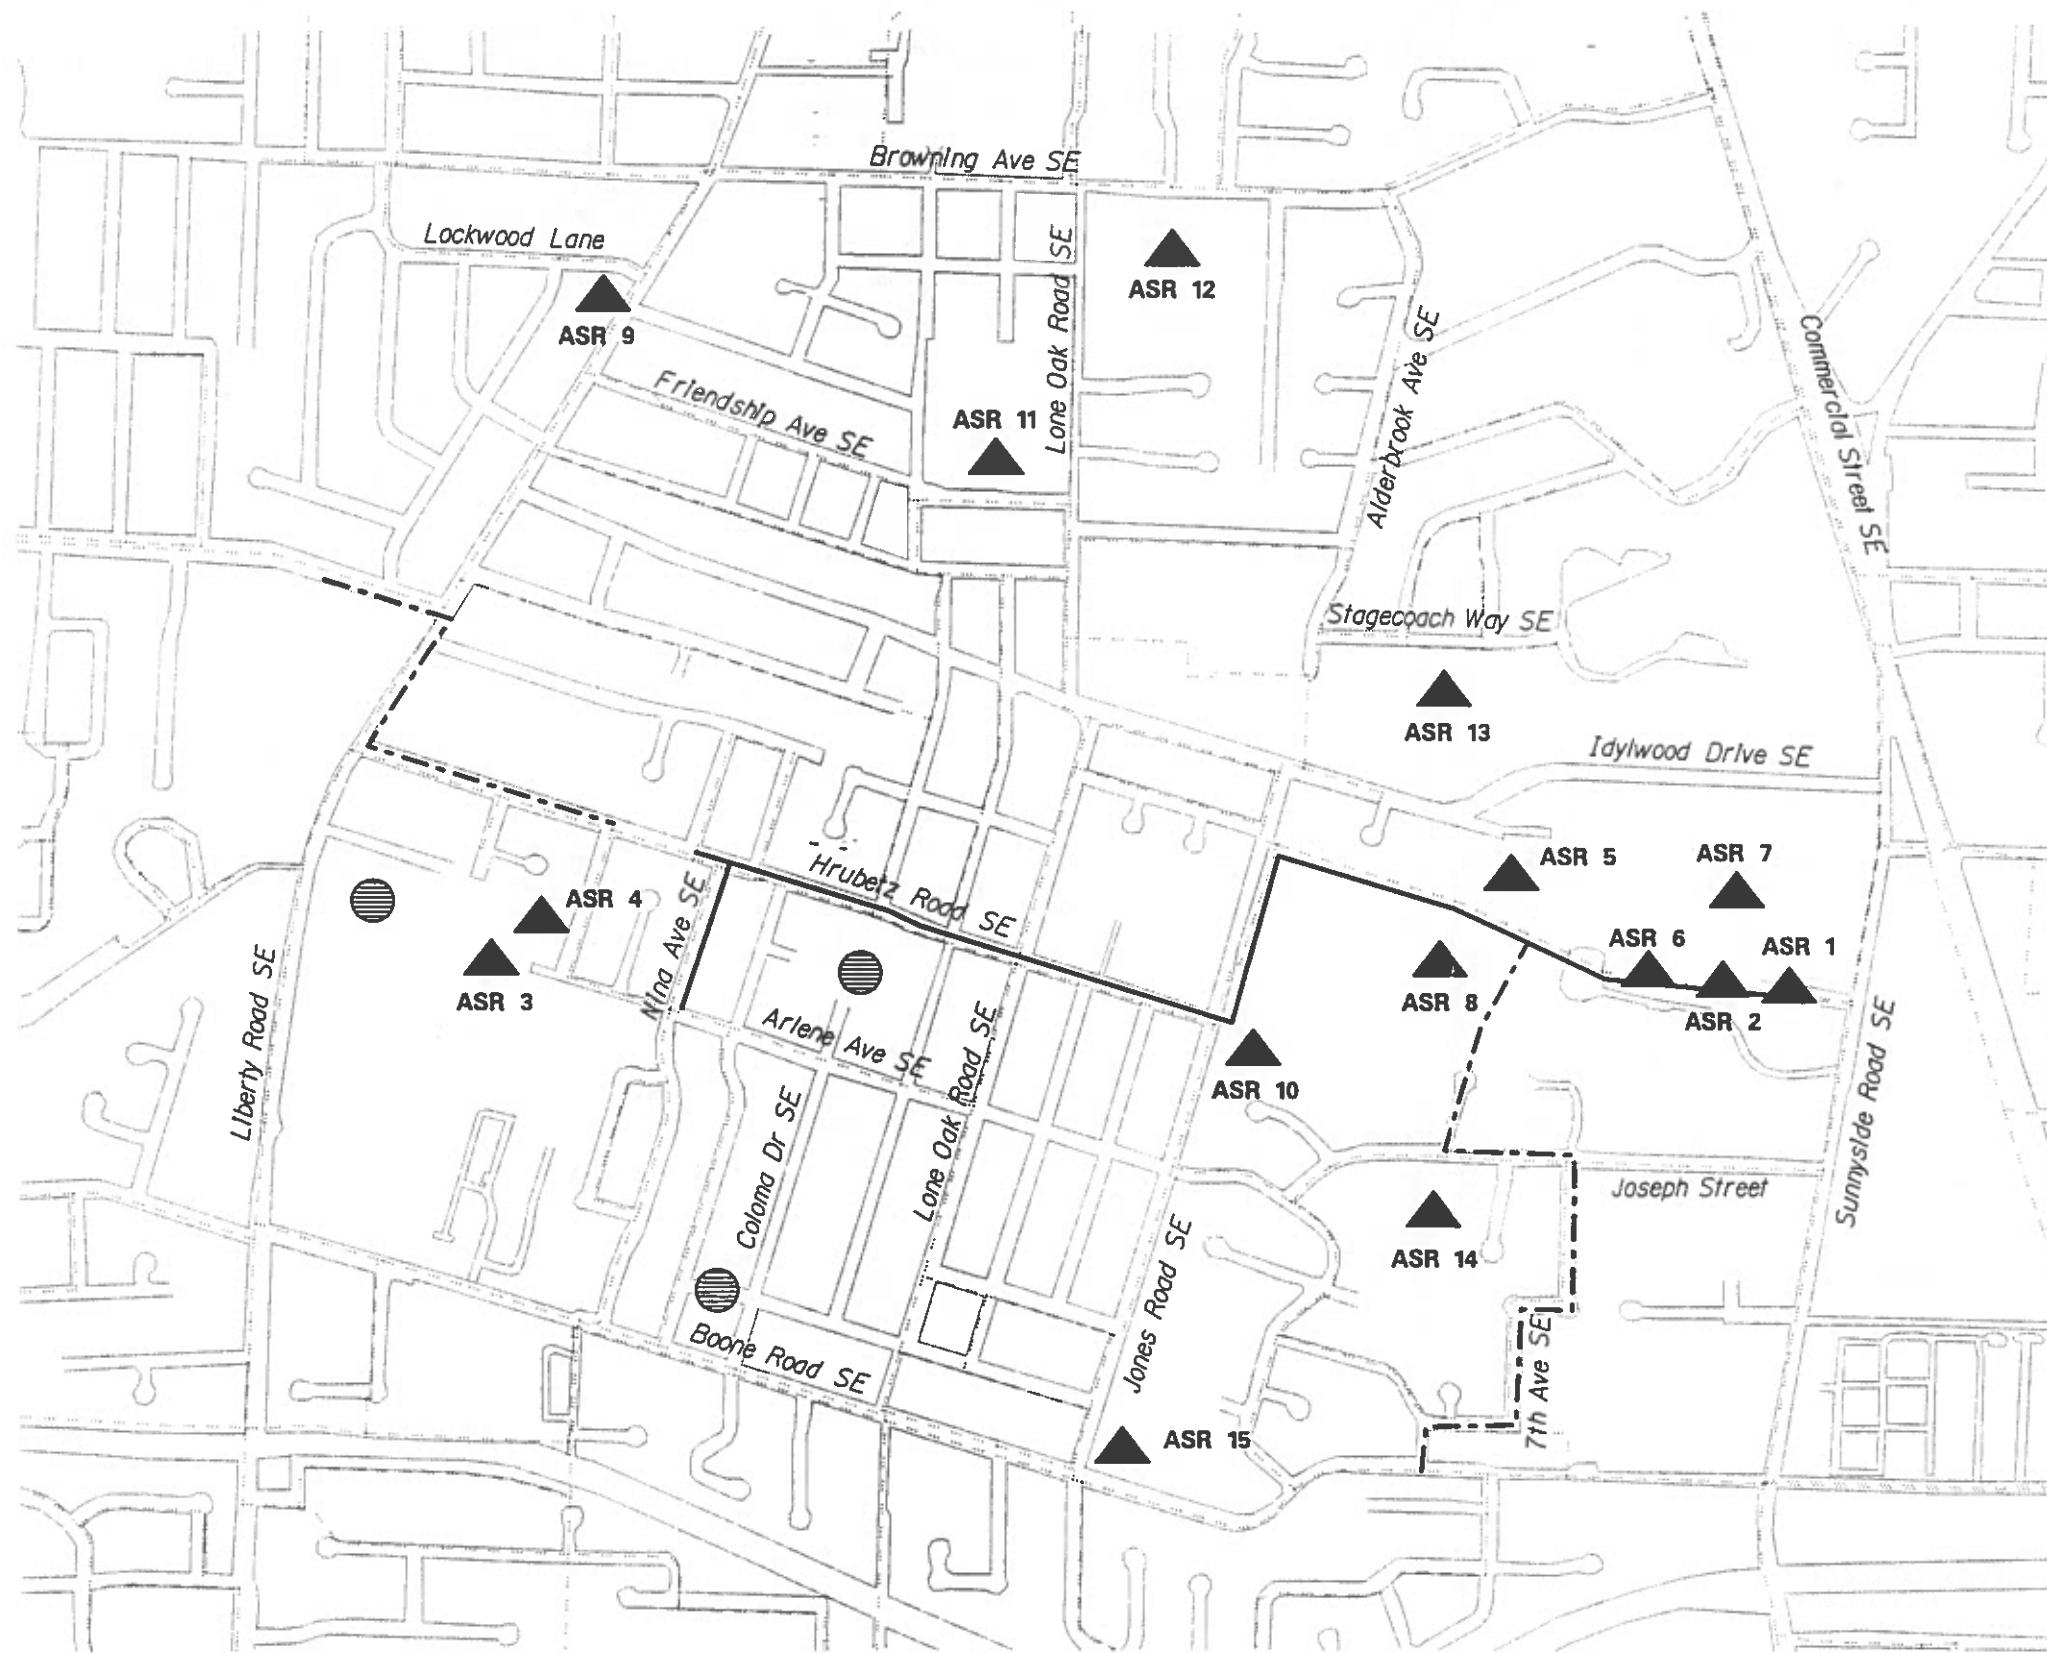 Browning Ave SE
Lockwood Lane
Lone Oak Road SE
ASR 12
ASR 9
Alderbrook Ave SE
Commercial Street SE
Friendship Ave SE
ASR 11
Stagecoach Way SE
ASR 13
Idylwood Drive SE
Hrubetz Road SE
ASR 5
ASR 7
ASR 4
Nina Ave SE
ASR 6
ASR 1
Liberty Road SE
ASR 3
ASR 8
ASR 2
Arlene Ave SE
Lone Oak Road SE
Sunnyside Road SE
ASR 10
Coloma Dr SE
Joseph Street
Jones Road SE
ASR 14
Boone Road SE
7th Ave SE
ASR 15